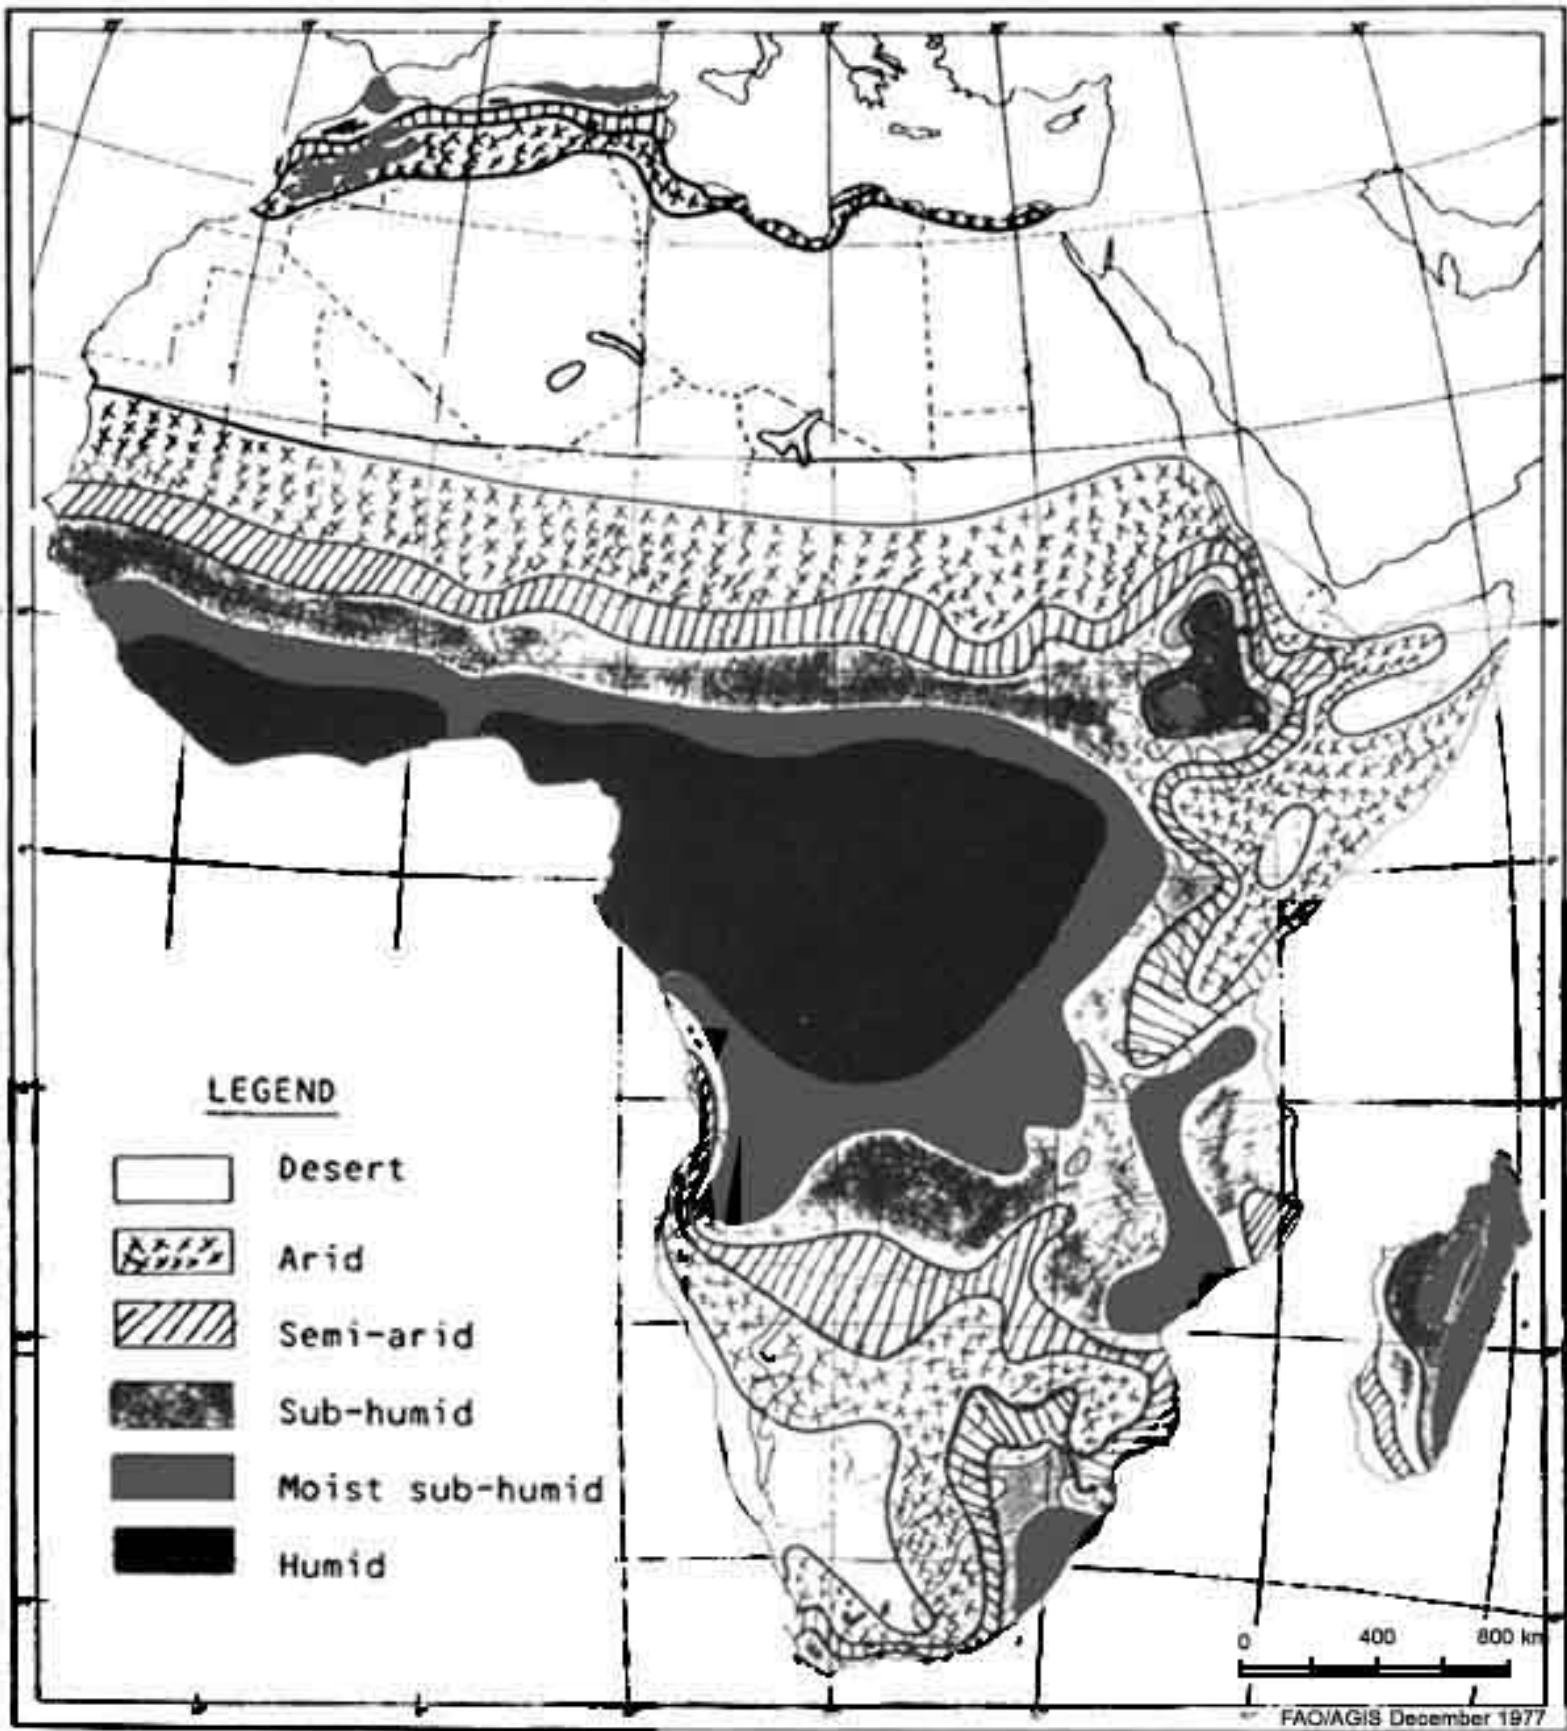 LEGEND
Desert
Arid
Semi-arid
Sub-humid
Moist sub-humid
Humid
0 400 800 km
FAO/AGIS December 1977